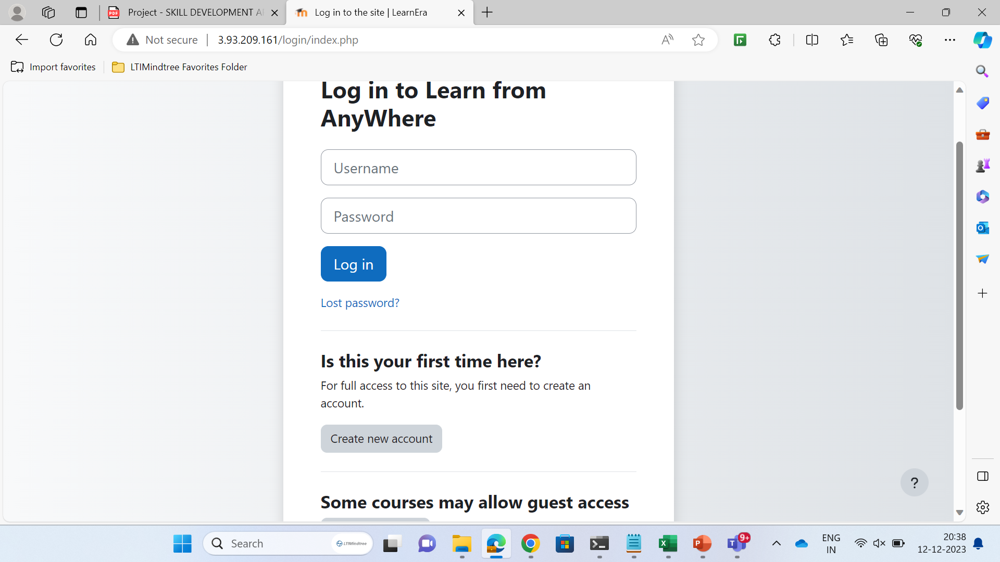 Project - SKILL DEVELOPMENT A
Log in to the site | LearnEra
Not secure
3.93.209.161/login/index.php
Import favorites
LTIMindtree Favorites Folder
Log in to Learn from
AnyWhere
Username
Password
Log in
Lost password?
Is this your first time here?
For full access to this site, you first need to create an
account.
Create new account
?
Some courses may allow guest access
Search
LTIMindtree
9+
ENG
IN
20:38
12-12-2023